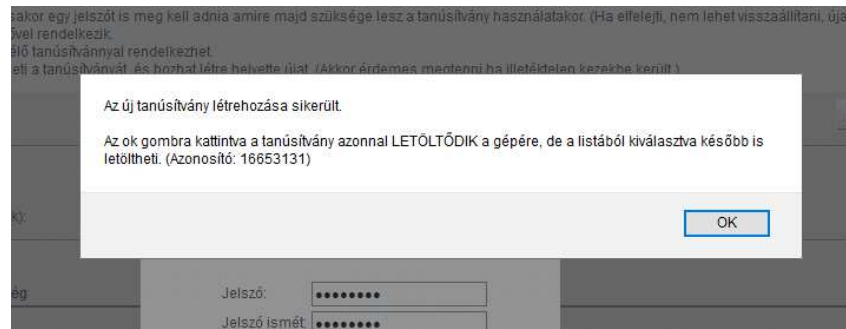 sakor egy jelszót is meg kell adnia amire majd szüksége lesz a tanúsítvány használatakor. (Ha elfelejti, nem lehet visszaállítani, úja
ővel rendelkezik.
élő tanúsítvánnyal rendelkezhet.
eti a tanúsítványát, és hozhat létre helyette újat. (Akkor érdemes megtenni ha illetéktelen kezekbe került.)
Az új tanúsítvány létrehozása sikerült.
Az ok gombra kattintva a tanúsítvány azonnal LETÖLTŐDIK a gépére, de a listából kiválasztva később is
letöltheti. (Azonosító: 16653131)
k):
OK
ég
Jelszó: ••••••••
Jelszó ismét ••••••••